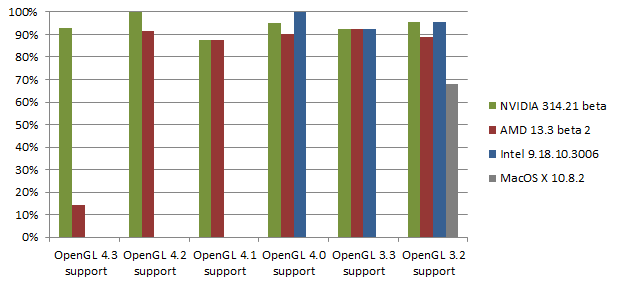 100%
90%
80%
70%
60%
50%
40%
30%
20%
10%
0%
OpenGL 4.3 support
OpenGL 4.2 support
OpenGL 4.1 support
OpenGL 4.0 support
OpenGL 3.3 support
OpenGL 3.2 support
NVIDIA 314.21 beta
AMD 13.3 beta 2
Intel 9.18.10.3006
MacOS X 10.8.2